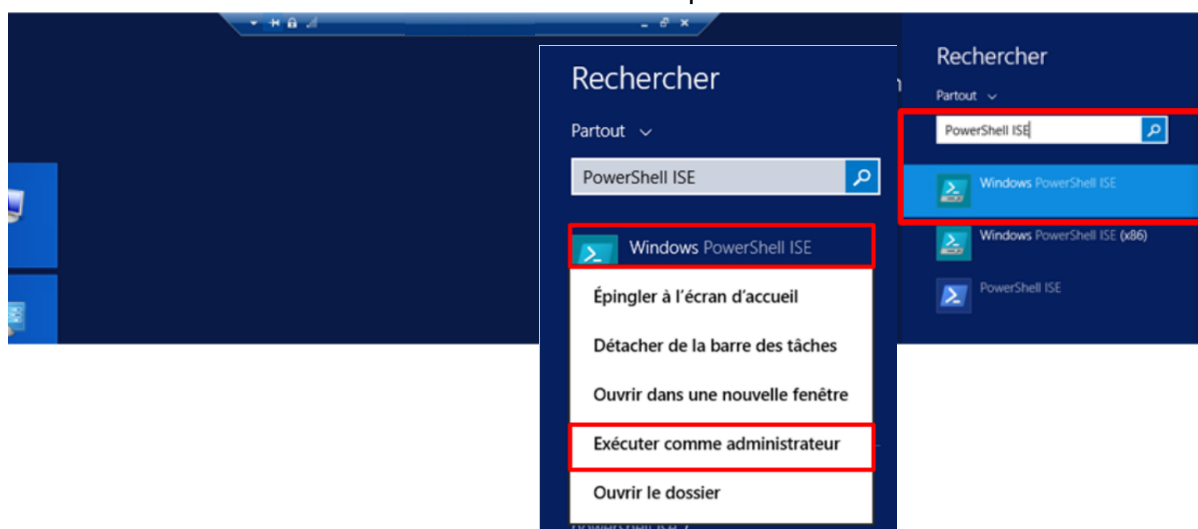 Rechercher
Partout
PowerShell ISE
Windows PowerShell ISE
Épingler à l'écran d'accueil
Détacher de la barre des tâches
Ouvrir dans une nouvelle fenêtre
Exécuter comme administrateur
Ouvrir le dossier
Rechercher
Partout
PowerShell ISE
Windows PowerShell ISE
Windows PowerShell ISE (x86)
PowerShell ISE